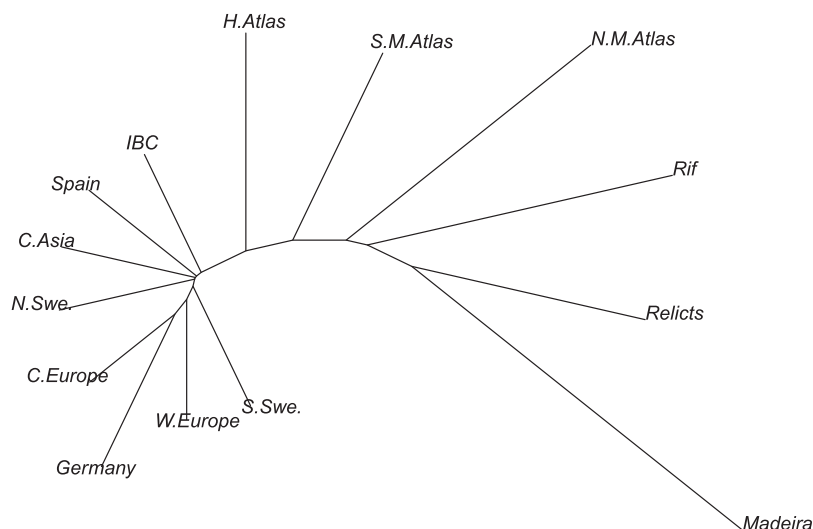 H.Atlas
S.M.Atlas
N.M.Atlas
IBC
Rif
Spain
C.Asia
N.Swe.
Relicts
C.Europe
S.Swe.
W.Europe
Germany
Madeira